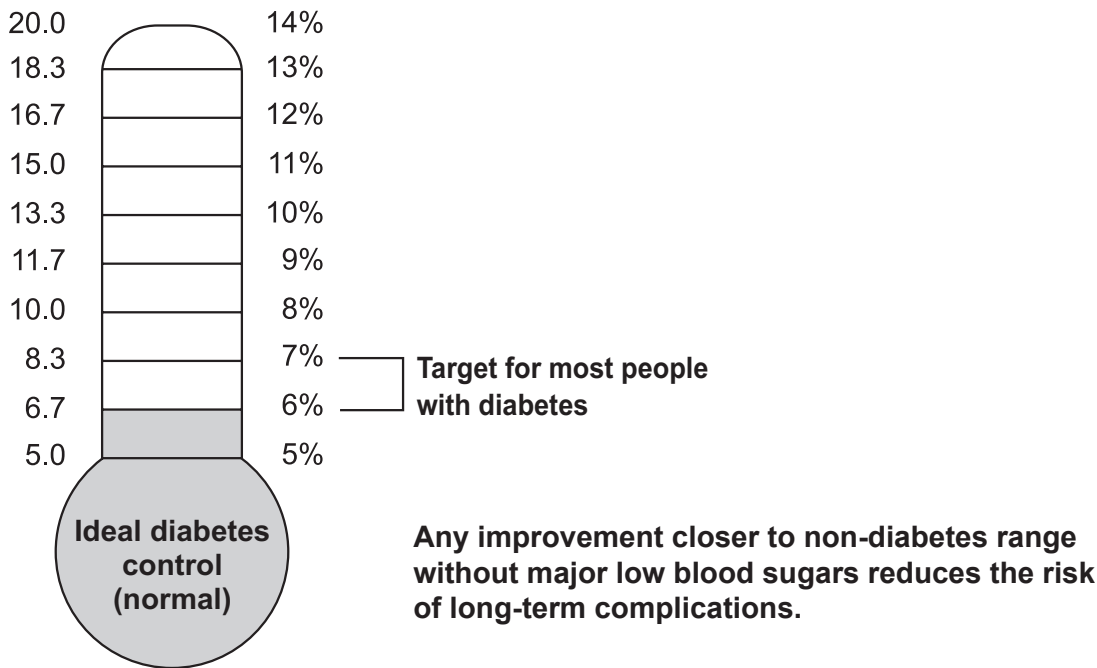 20.0 14%
18.3 13%
16.7 12%
15.0 11%
13.3 10%
11.7 9%
10.0 8%
8.3 7%
6.7 6%
5.0 5%
Target for most people
with diabetes
Ideal diabetes
control
(normal)
Any improvement closer to non-diabetes range
without major low blood sugars reduces the risk
of long-term complications.